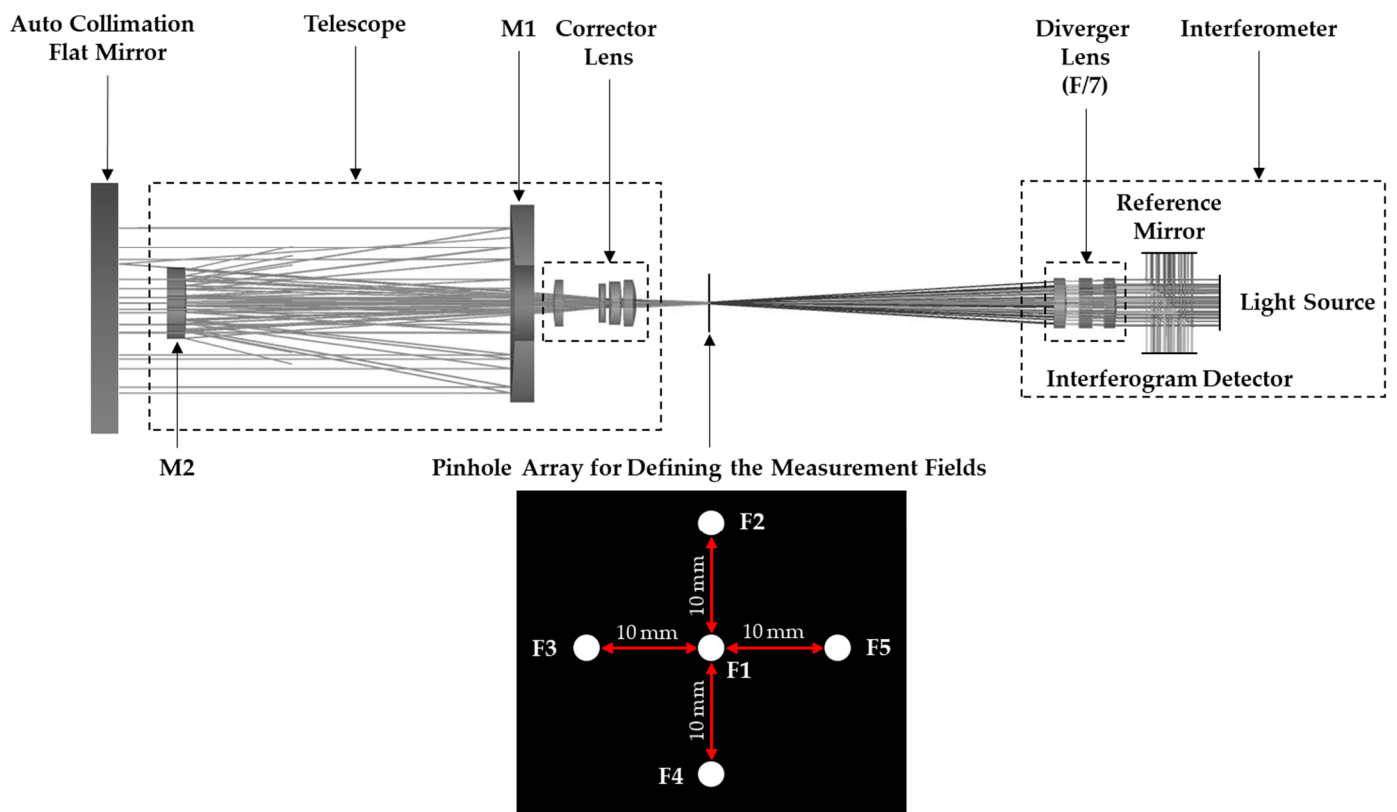 Auto Collimation
Flat Mirror
Telescope
M1
Corrector
Lens
Diverger
Lens
(F/7)
Interferometer
Reference
Mirror
Light Source
Interferogram Detector
M2
Pinhole Array for Defining the Measurement Fields
F2
10 mm
F3
10 mm
10 mm
F5
F1
10 mm
F4